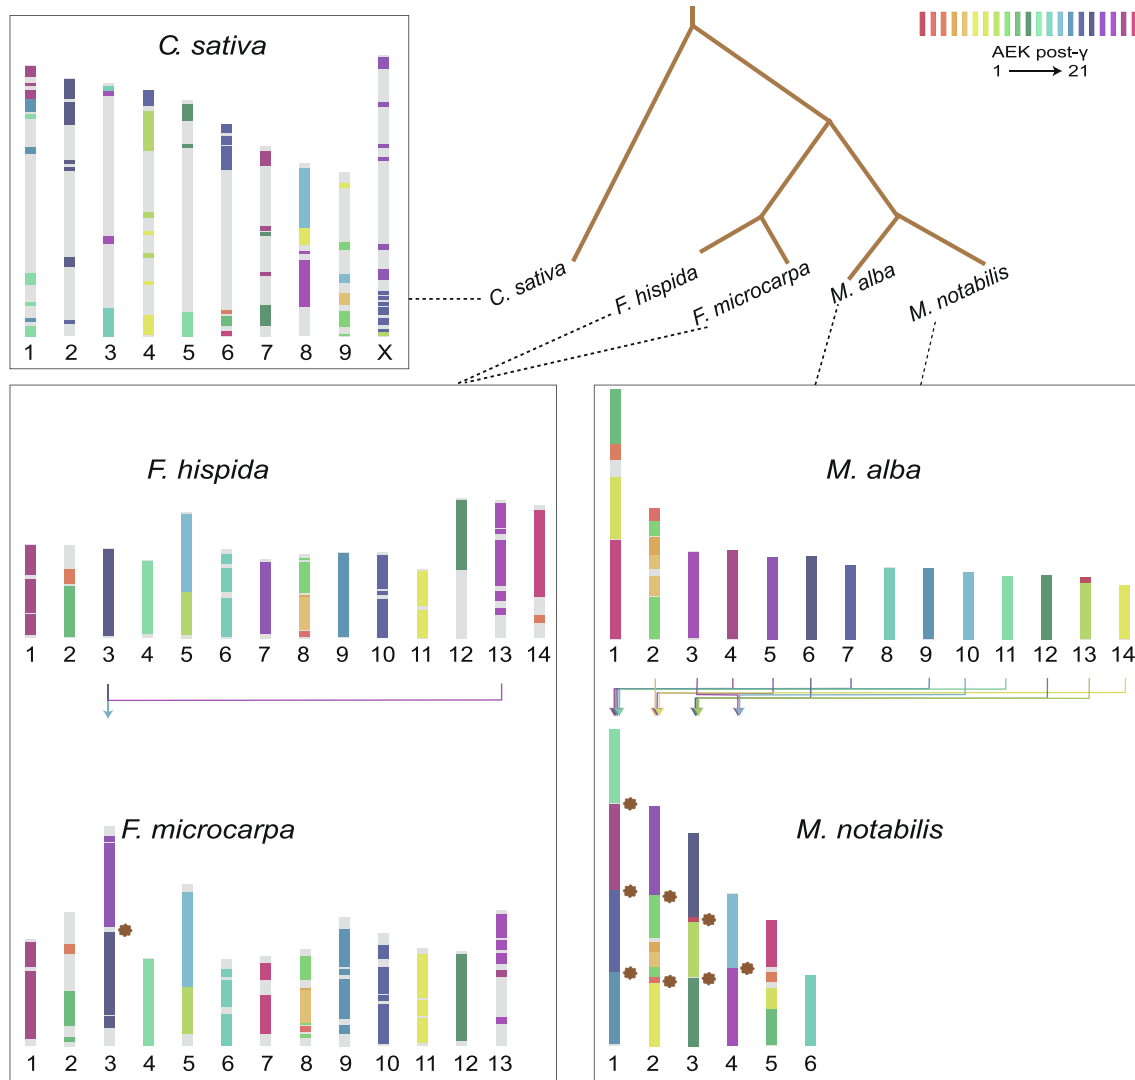 C. sativa
1 2 3 4 5 6 7 8 9 X
AEK post-γ
1 21
C. sativa
F. hispida
F. microcarpa
M. alba
M. notabilis
F. hispida
1 2 3 4 5 6 7 8 9 10 11 12 13 14
M. alba
1 2 3 4 5 6 7 8 9 10 11 12 13 14
F. microcarpa
1 2 3 4 5 6 7 8 9 10 11 12 13
M. notabilis
1 2 3 4 5 6